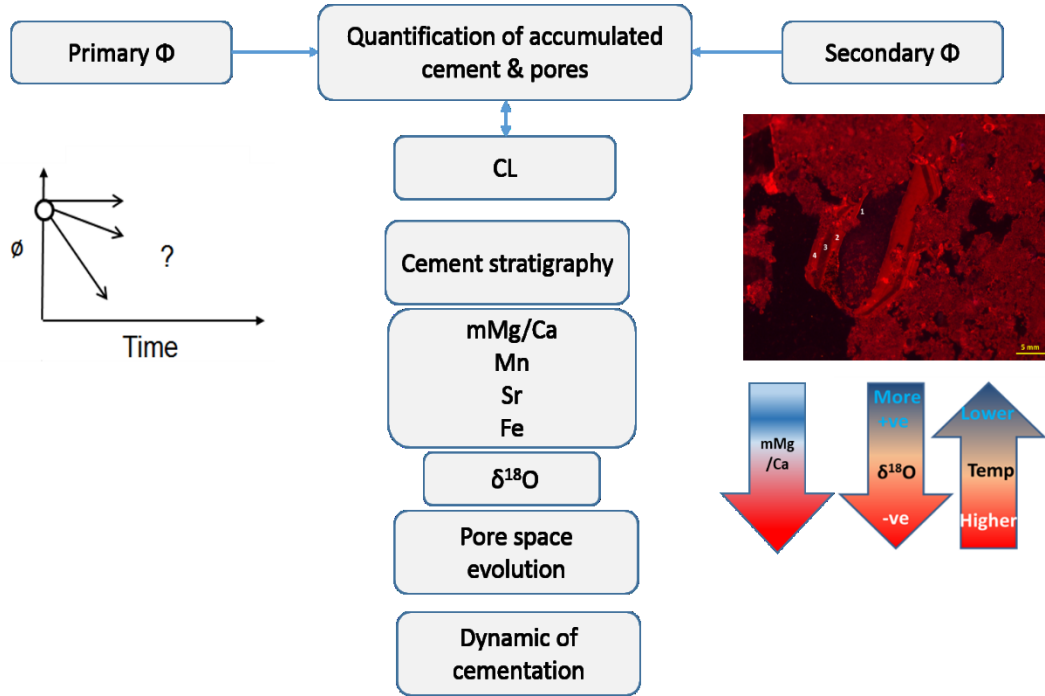 Primary Φ
Quantification of accumulated
cement & pores
Secondary Φ
CL
Cement stratigraphy
mMg/Ca
Mn
Sr
Fe
δ¹⁸O
Pore space
evolution
Dynamic of
cementation
ø
?
Time
1
2
3
4
5 mm
mMg
/Ca
More
+ve
δ¹⁸O
-ve
Lower
Temp
Higher